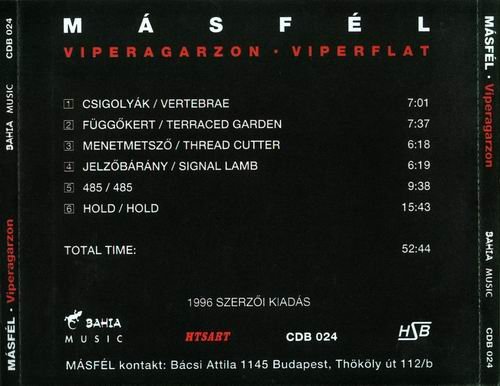 MÁSFÉL
VIPERAGARZON · VIPERFLAT
1 CSIGOLYÁK / VERTEBRAE 7:01
2 FÜGGŐKERT / TERRACED GARDEN 7:37
3 MENETMETSZŐ / THREAD CUTTER 6:18
4 JELZŐBÁRÁNY / SIGNAL LAMB 6:19
5 485 / 485 9:38
6 HOLD / HOLD 15:43
TOTAL TIME: 52:44
1996 SZERZŐI KIADÁS
BAHIA MUSIC
HTSART
CDB 024
HSB
MÁSFÉL kontakt: Bácsi Attila 1145 Budapest, Thököly út 112/b
MÁSFÉL · Viperagarzon BAHIA MUSIC CDB 024
MÁSFÉL · Viperagarzon BAHIA MUSIC CDB 024